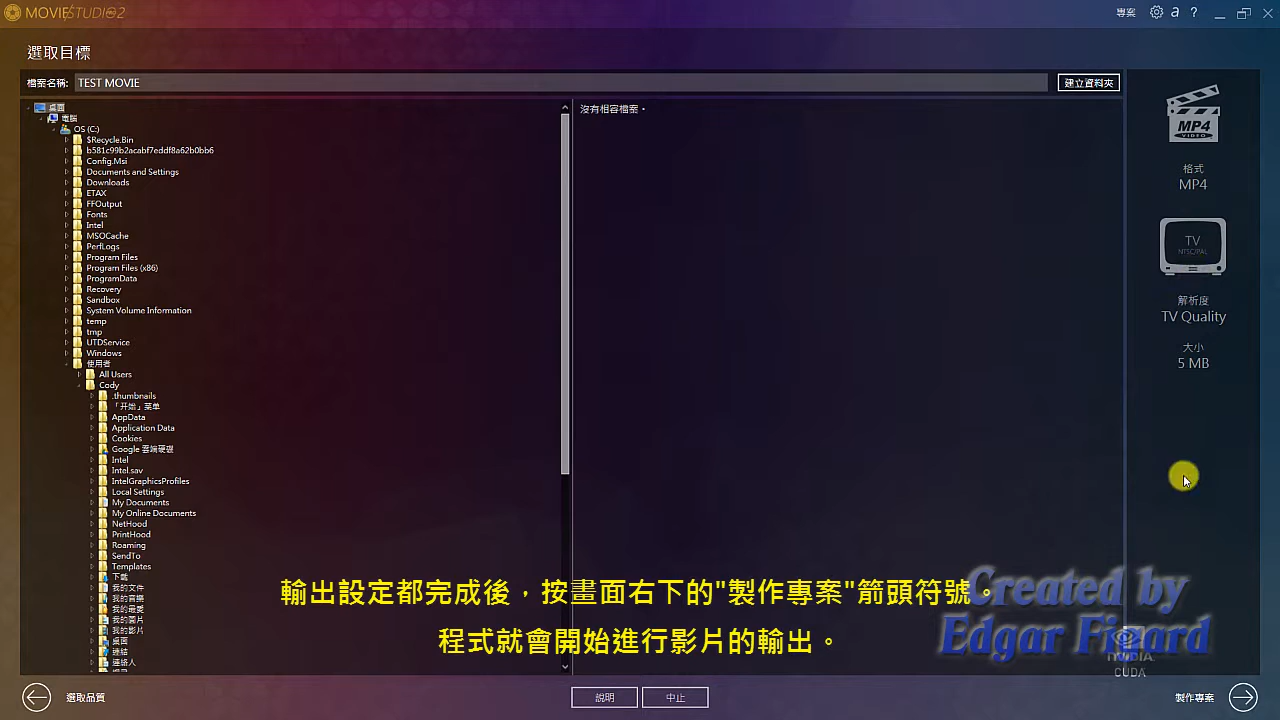 MOVIESTUDIO2
專案
a
?
選取目標
檔案名稱:
TEST MOVIE
建立資料夾
桌面
電腦
OS (C:)
$Recycle.Bin
b581c99b2acabf7eddf8a62b0bb6
Config.Msi
Documents and Settings
Downloads
ETAX
FFOutput
Fonts
Intel
MSOCache
PerfLogs
Program Files
Program Files (x86)
ProgramData
Recovery
Sandbox
System Volume Information
temp
tmp
UTDService
Windows
使用者
All Users
Cody
.thumbnails
「开始」菜单
AppData
Application Data
Cookies
Google 雲端硬碟
Intel
Intel.sav
IntelGraphicsProfiles
Local Settings
My Documents
My Online Documents
NetHood
PrintHood
Roaming
SendTo
Templates
下載
我的文件
我的音樂
我的最愛
我的圖片
我的影片
桌面
連結
連絡人
沒有相容檔案。
MP4
VIDEO
格式
MP4
TV
NTSC/PAL
解析度
TV Quality
大小
5 MB
輸出設定都完成後，按畫面右下的"製作專案"箭頭符號。
程式就會開始進行影片的輸出。
Created by
Edgar Figard
NVIDIA.
CUDA
選取品質
說明
中止
製作專案